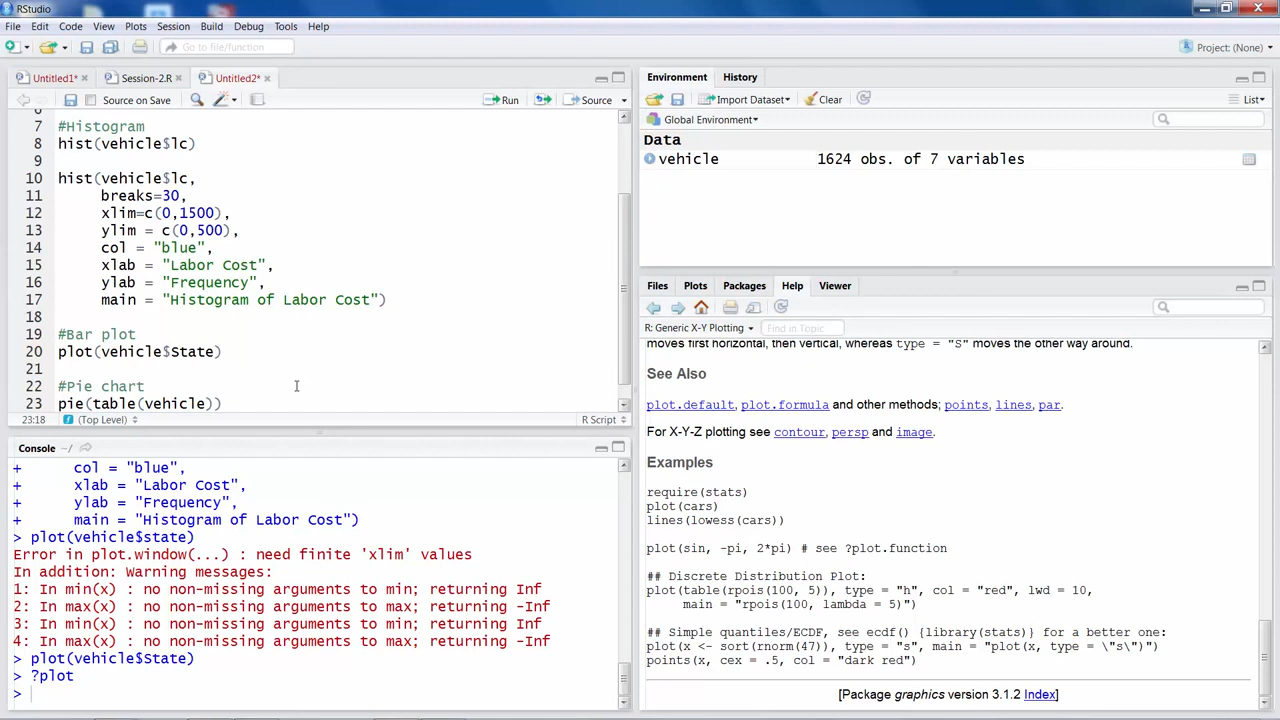 RStudio
File Edit Code View Plots Session Build Debug Tools Help
Go to file/function
Project: (None)
Untitled1*
Session-2.R
Untitled2*
Source on Save
Run
Source
7 #Histogram
8 hist(vehicle$lc)
9
10 hist(vehicle$lc,
11 breaks=30,
12 xlim=c(0,1500),
13 ylim = c(0,500),
14 col = "blue",
15 xlab = "Labor Cost",
16 ylab = "Frequency",
17 main = "Histogram of Labor Cost")
18
19 #Bar plot
20 plot(vehicle$State)
21
22 #Pie chart
23 pie(table(vehicle))
23:18 (Top Level) R Script
Console ~/
+ col = "blue",
+ xlab = "Labor Cost",
+ ylab = "Frequency",
+ main = "Histogram of Labor Cost")
> plot(vehicle$state)
Error in plot.window(...) : need finite 'xlim' values
In addition: Warning messages:
1: In min(x) : no non-missing arguments to min; returning Inf
2: In max(x) : no non-missing arguments to max; returning -Inf
3: In min(x) : no non-missing arguments to min; returning Inf
4: In max(x) : no non-missing arguments to max; returning -Inf
> plot(vehicle$State)
> ?plot
>
Environment History
Import Dataset Clear List
Global Environment
Data
vehicle 1624 obs. of 7 variables
Files Plots Packages Help Viewer
R: Generic X-Y Plotting Find in Topic
moves first horizontal, then vertical, whereas type = "S" moves the other way around.
See Also
plot.default, plot.formula and other methods; points, lines, par.
For X-Y-Z plotting see contour, persp and image.
Examples
require(stats)
plot(cars)
lines(lowess(cars))
plot(sin, -pi, 2*pi) # see ?plot.function
## Discrete Distribution Plot:
plot(table(rpois(100, 5)), type = "h", col = "red", lwd = 10,
main = "rpois(100, lambda = 5)")
## Simple quantiles/ECDF, see ecdf() {library(stats)} for a better one:
plot(x <- sort(rnorm(47)), type = "s", main = "plot(x, type = \"s\")")
points(x, cex = .5, col = "dark red")
[Package graphics version 3.1.2 Index]